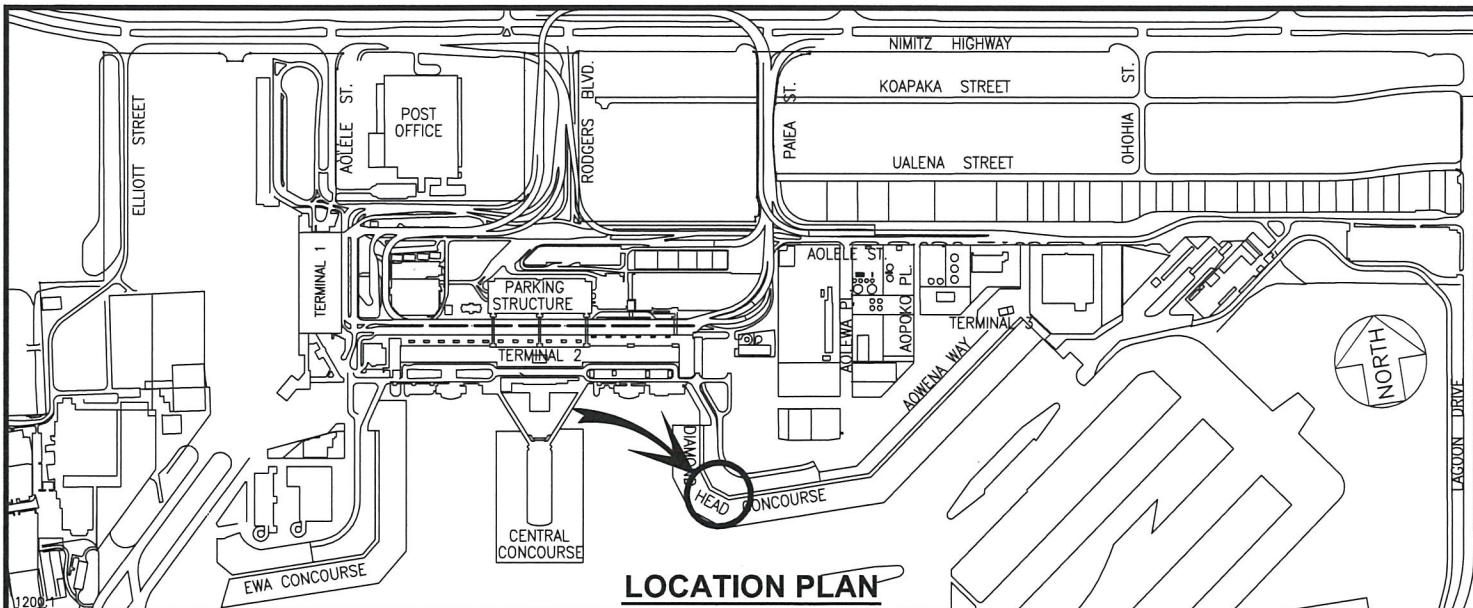 NIMITZ HIGHWAY
ELLIOTT STREET
AOLELE ST.
POST
OFFICE
RODGERS BLVD.
PAIEA ST.
KOAPAKA STREET
OHOHIA ST.
UALENA STREET
TERMINAL 1
PARKING
STRUCTURE
AOLELE ST.
AOLEWA PL.
AOPOKO PL.
TERMINAL 3
TERMINAL 2
AOWENA WAY
NORTH
LAGOON DRIVE
DIAMOND
HEAD CONCOURSE
CENTRAL
CONCOURSE
EWA CONCOURSE
LOCATION PLAN
1209.1